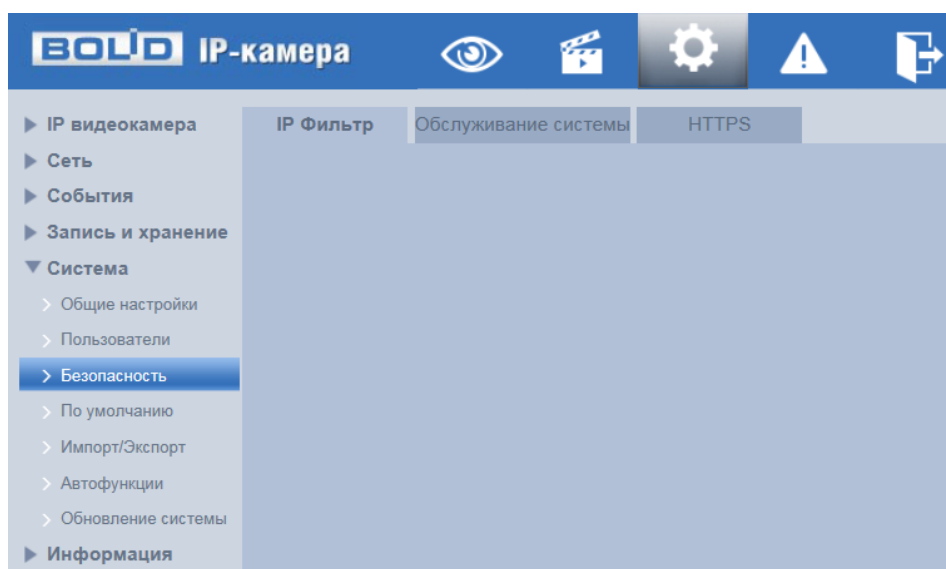 BOLID IP-камера
IP видеокамера
Сеть
События
Запись и хранение
Система
Общие настройки
Пользователи
Безопасность
По умолчанию
Импорт/Экспорт
Автофункции
Обновление системы
Информация
IP Фильтр
Обслуживание системы
HTTPS